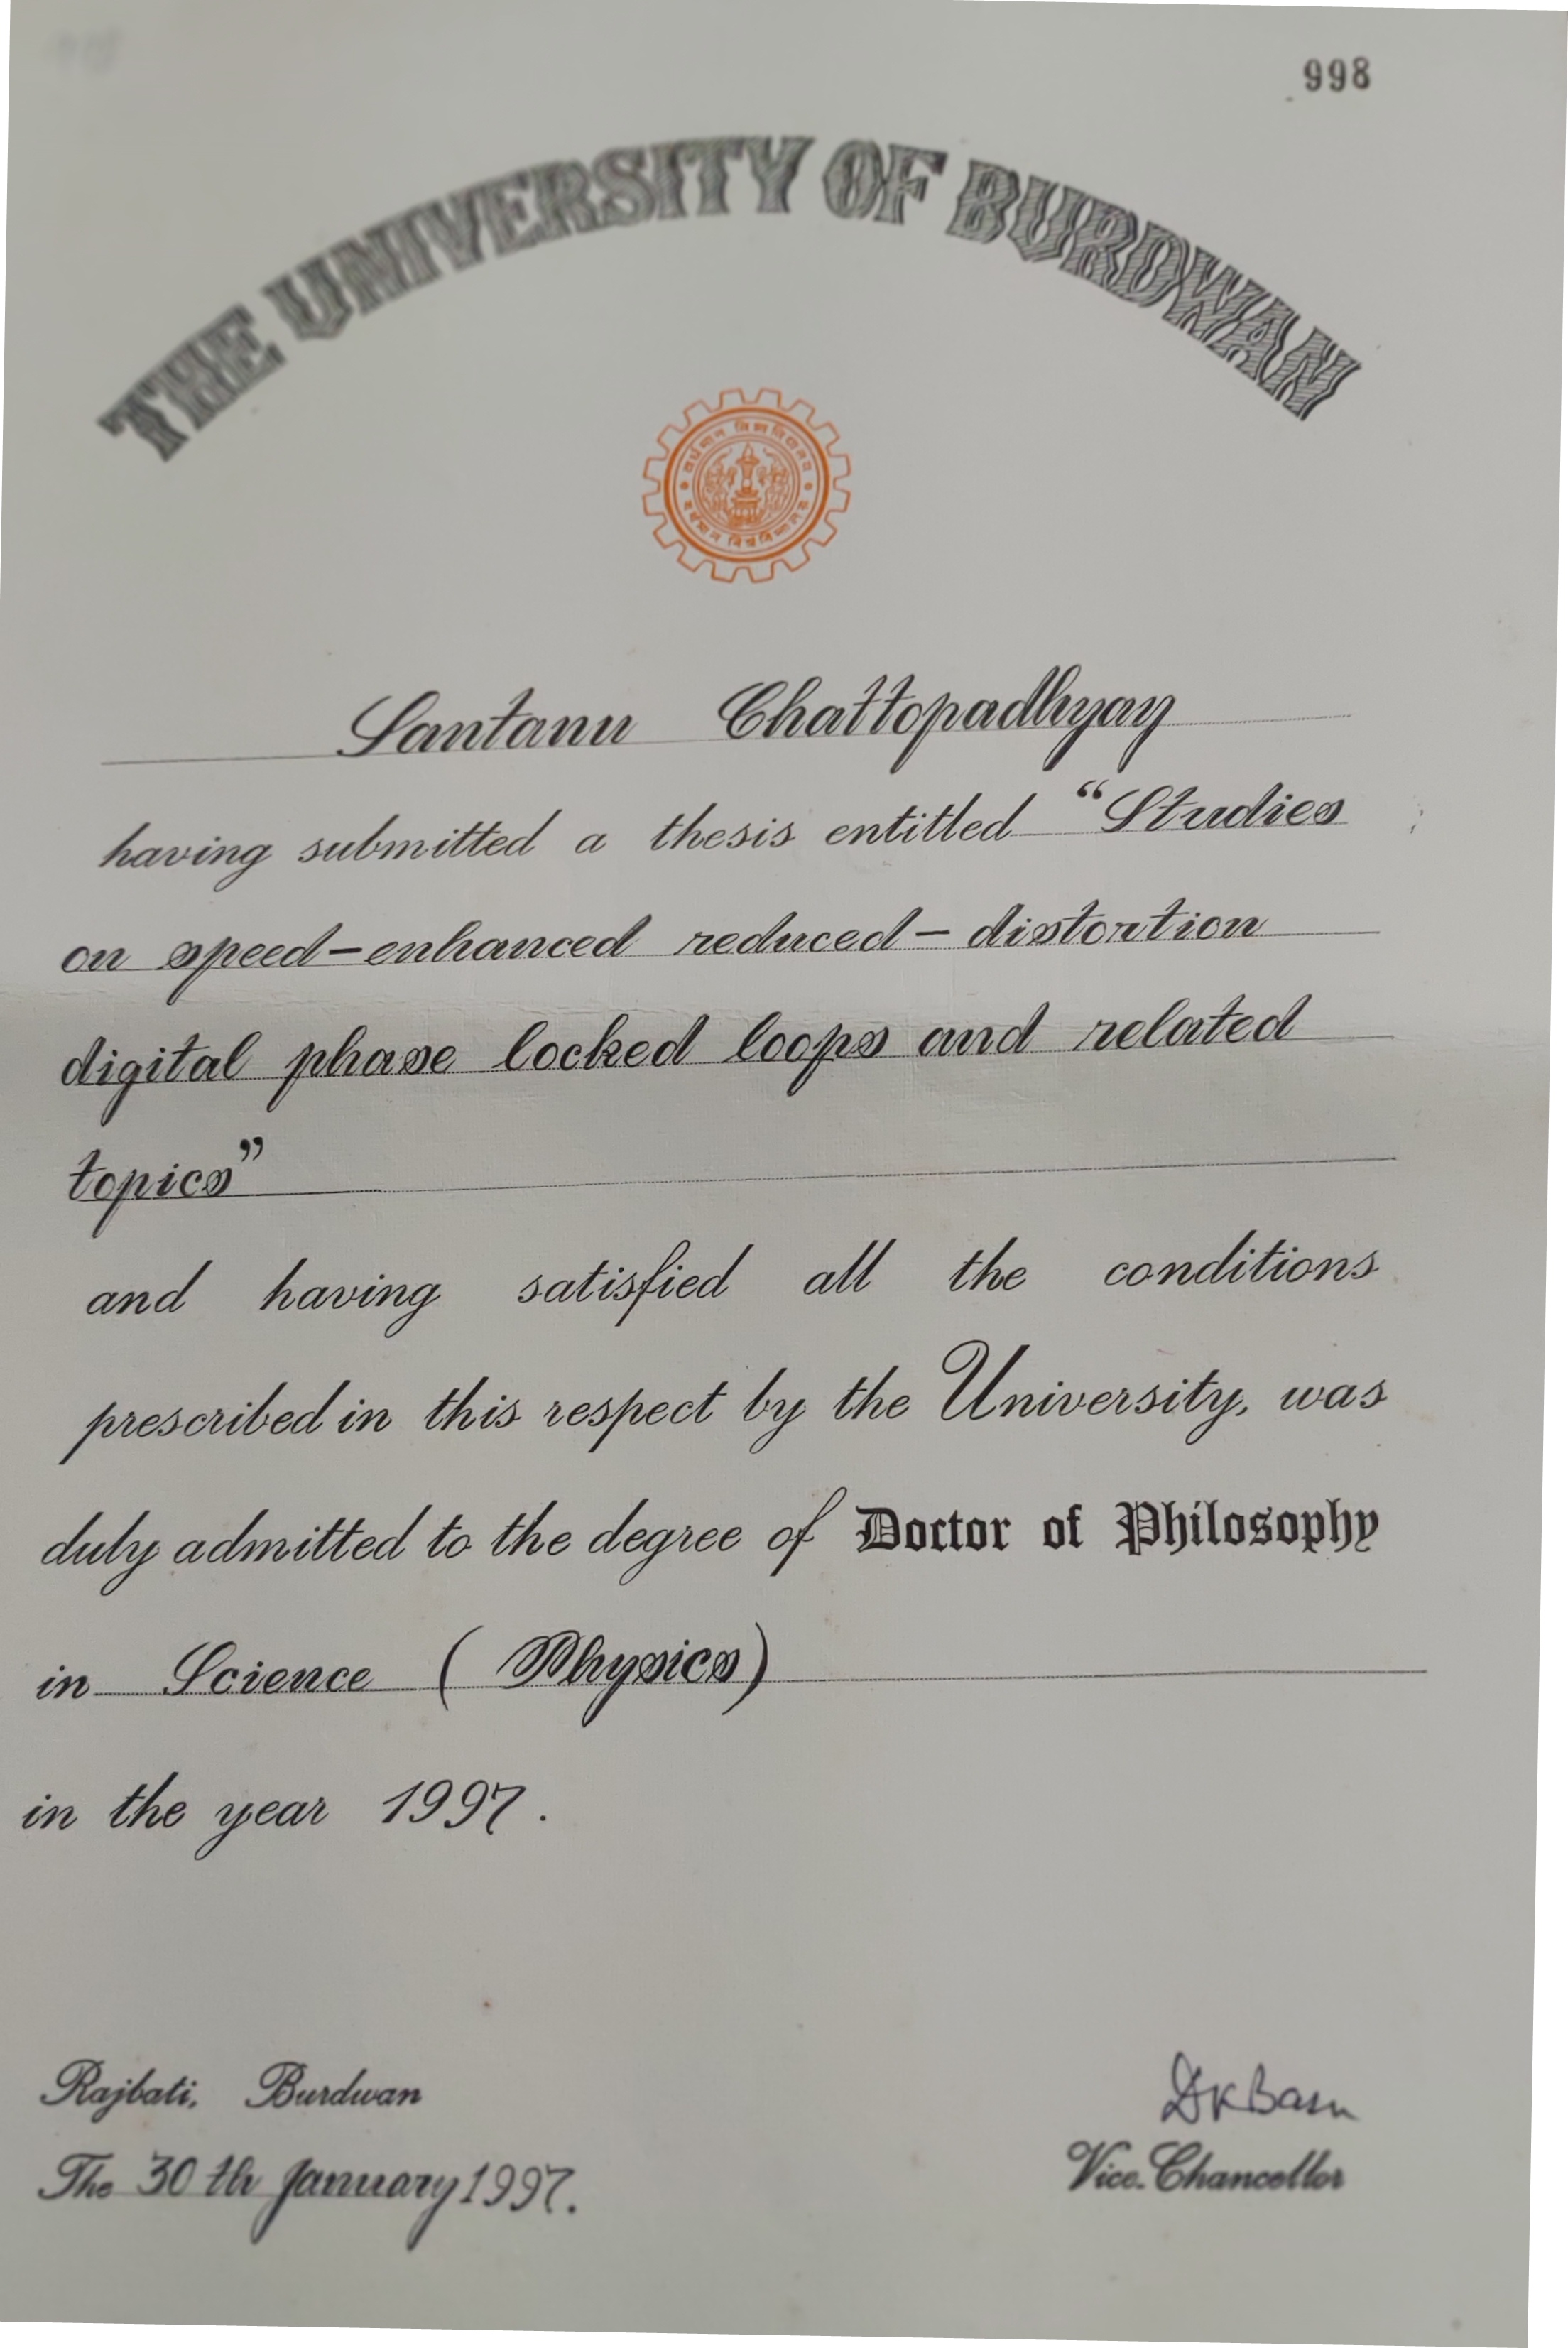 998
THE UNIVERSITY OF BURDWAN
Santanu Chattopadhyay
having submitted a thesis entitled “Studies
on speed-enhanced reduced-distortion
digital phase locked loops and related
topics”
and having satisfied all the conditions
prescribed in this respect by the University, was
duly admitted to the degree of Doctor of Philosophy
in Science (Physics)
in the year 1997.
Rajbati, Burdwan
The 30th January 1997.
DKBasu
Vice-Chancellor